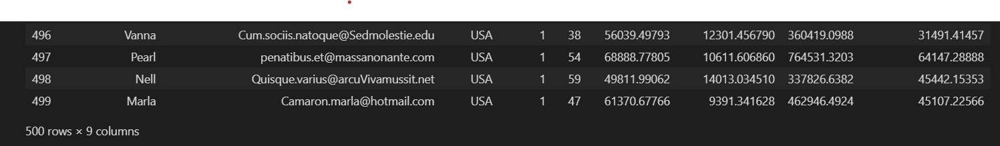 496 Vanna Cum.sociis.natoque@Sedmolestie.edu USA 1 38 56039.49793 12301.456790 360419.0988 31491.41457
497 Pearl penatibus.et@massanonante.com USA 1 54 68888.77805 10611.606860 764531.3203 64147.28888
498 Nell Quisque.varius@arcuVivamussit.net USA 1 59 49811.99062 14013.034510 337826.6382 45442.15353
499 Marla Camaron.marla@hotmail.com USA 1 47 61370.67766 9391.341628 462946.4924 45107.22566
500 rows × 9 columns